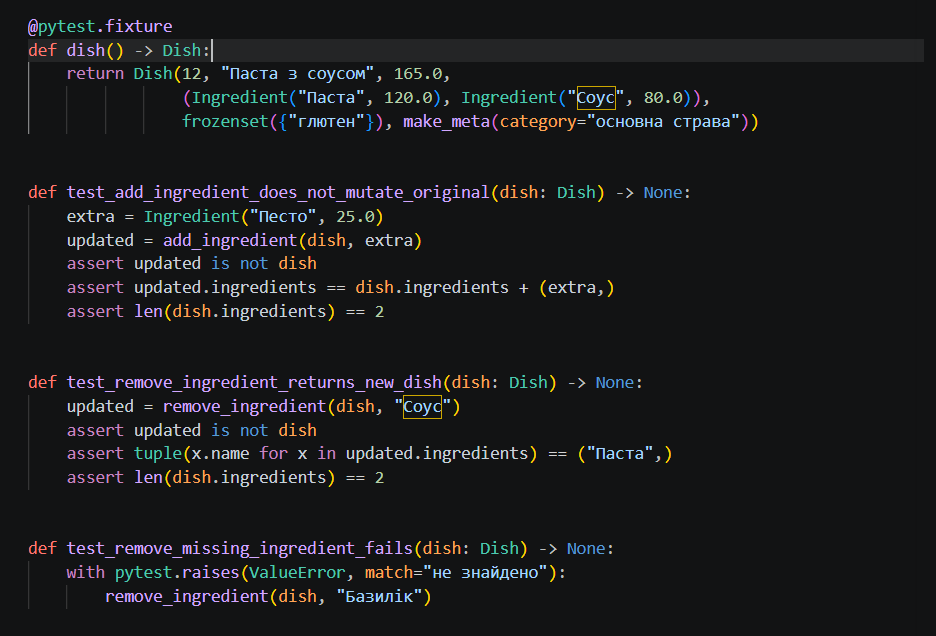 @pytest.fixture
def dish() -> Dish:
    return Dish(12, "Паста з соусом", 165.0,
                (Ingredient("Паста", 120.0), Ingredient("Соус", 80.0)),
                frozenset({"глютен"}), make_meta(category="основна страва"))
def test_add_ingredient_does_not_mutate_original(dish: Dish) -> None:
    extra = Ingredient("Песто", 25.0)
    updated = add_ingredient(dish, extra)
    assert updated is not dish
    assert updated.ingredients == dish.ingredients + (extra,)
    assert len(dish.ingredients) == 2
def test_remove_ingredient_returns_new_dish(dish: Dish) -> None:
    updated = remove_ingredient(dish, "Соус")
    assert updated is not dish
    assert tuple(x.name for x in updated.ingredients) == ("Паста",)
    assert len(dish.ingredients) == 2
def test_remove_missing_ingredient_fails(dish: Dish) -> None:
    with pytest.raises(ValueError, match="не знайдено"):
        remove_ingredient(dish, "Базилік")